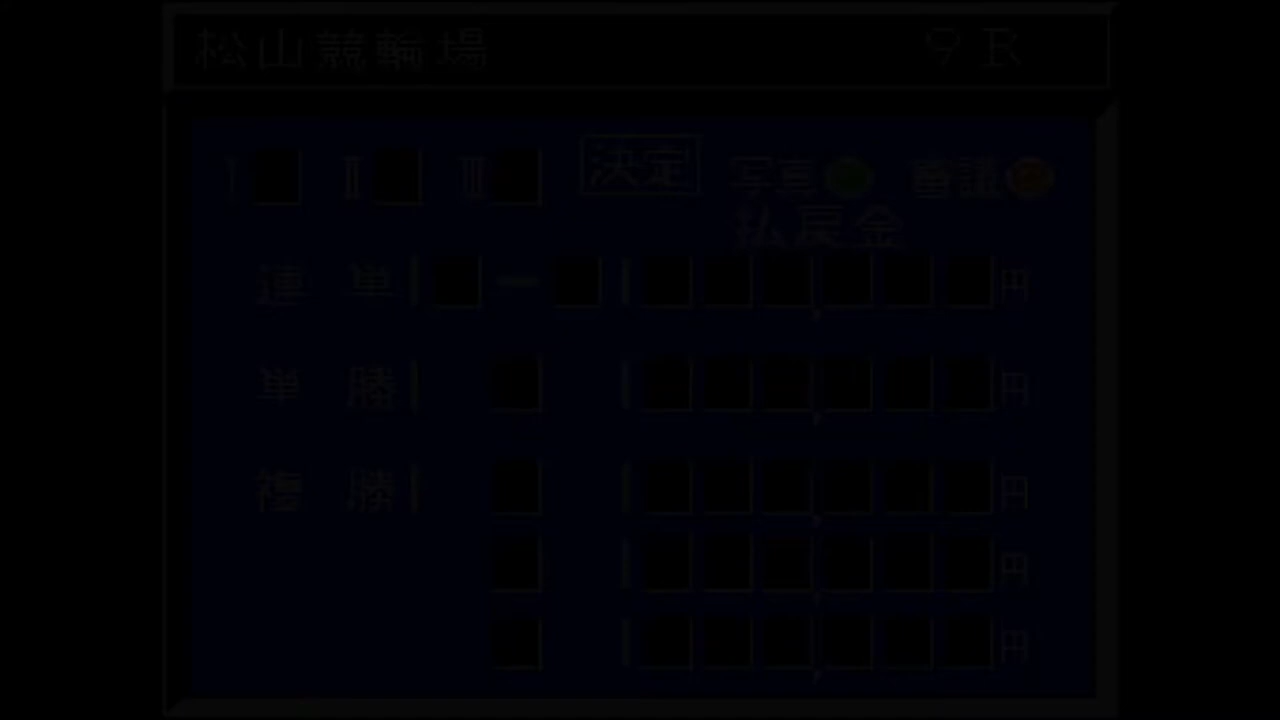 松山競輪場 9R
Ⅰ Ⅱ Ⅲ 決定 写真 審議
払戻金
連単 ー 円
単勝 円
複勝 円
円
円